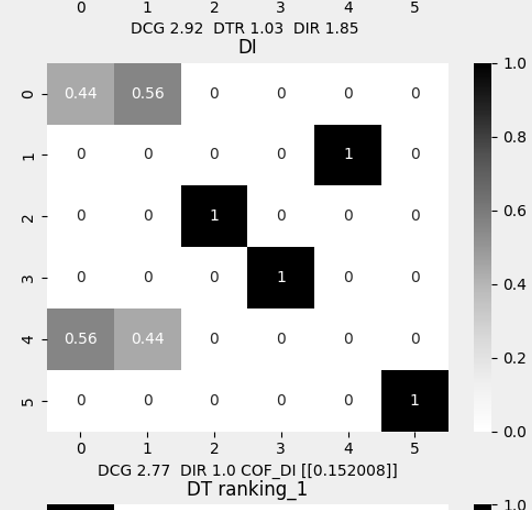 0 1 2 3 4 5
DCG 2.92 DTR 1.03 DIR 1.85
DI
1.0
0 0.44 0.56 0 0 0 0
0.8
1 0 0 0 0 1 0
2 0 0 1 0 0 0
0.6
3 0 0 0 1 0 0
0.4
4 0.56 0.44 0 0 0 0
0.2
5 0 0 0 0 0 1
0.0
0 1 2 3 4 5
DCG 2.77 DIR 1.0 COF_DI [[0.152008]]
DT ranking_1
1.0